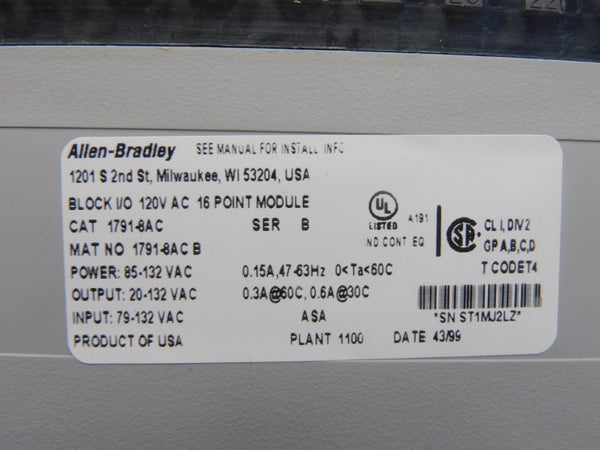 Allen-Bradley SEE MANUAL FOR INSTALL INFO
1201 S 2nd St, Milwaukee, WI 53204, USA
BLOCK I/O 120V AC 16 POINT MODULE
CAT 1791-8AC SER B
MAT NO 1791-8AC B
UL
LISTED A191
IND CONT EQ
CL I, DIV 2
GP A,B,C,D
T CODE T4
POWER: 85-132 VAC 0.15A, 47-63Hz 0<Ta<60C
OUTPUT: 20-132 VAC 0.3A@60C, 0.6A@30C
INPUT: 79-132 VAC ASA
*SN ST1MJ2LZ*
PRODUCT OF USA PLANT 1100 DATE 43/99